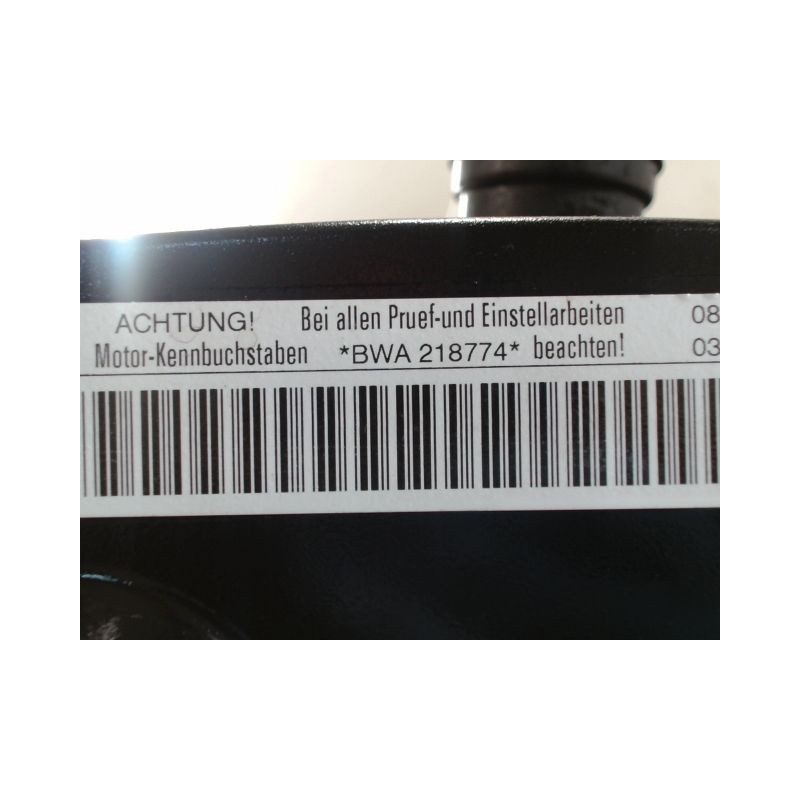 ACHTUNG! Bei allen Pruef-und Einstellarbeiten 08
Motor-Kennbuchstaben *BWA 218774* beachten! 03